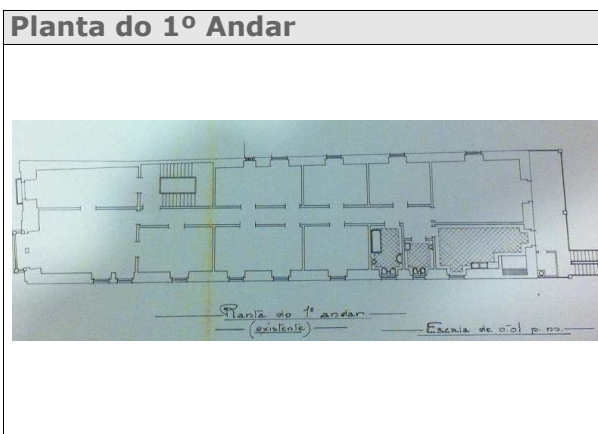 Planta do 1º Andar
Planta do 1º andar
(existente)
Escala de 0.01 p. m.